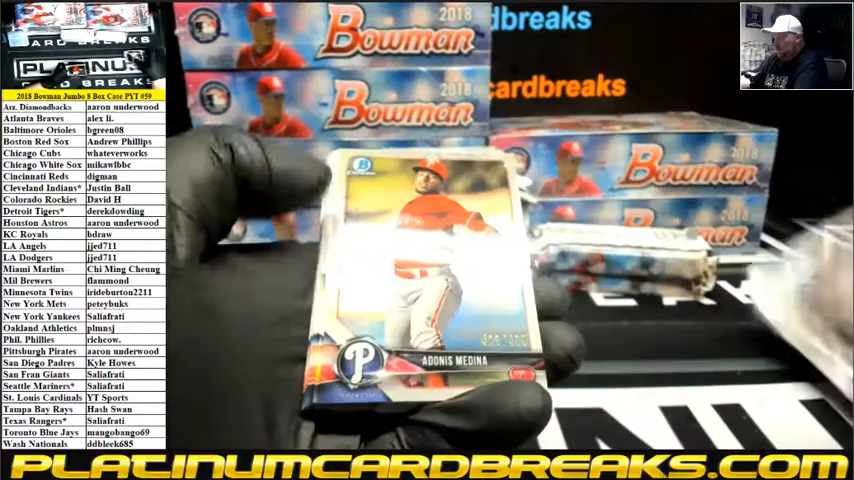 CARD BREAKS
PLATINUM
CARD BREAKS
2018 Bowman Jumbo 8 Box Case PYT #59
Arz. Diamondbacks aaron underwood
Atlanta Braves alex li.
Baltimore Orioles bgreen08
Boston Red Sox Andrew Phillips
Chicago Cubs whateverworks
Chicago White Sox mikawlbbc
Cincinnati Reds digman
Cleveland Indians* Justin Ball
Colorado Rockies David H
Detroit Tigers* derekdowding
Houston Astros aaron underwood
KC Royals bdraw
LA Angels jjed711
LA Dodgers jjed711
Miami Marlins Chi Ming Cheung
Mil Brewers flammond
Minnesota Twins irideburton2211
New York Mets peteybuks
New York Yankees Saliafrati
Oakland Athletics plmnsj
Phil. Phillies richcow.
Pittsburgh Pirates aaron underwood
San Diego Padres Kyle Howes
San Fran Giants Saliafrati
Seattle Mariners* Saliafrati
St. Louis Cardinals YT Sports
Tampa Bay Rays Hash Swan
Texas Rangers* Saliafrati
Toronto Blue Jays mangobango69
Wash Nationals ddbleek685
2018
Bowman
2018
Bowman
dbreaks
cardbreaks
2018
Bowman
2018
Bowman
B
P
ADONIS MEDINA
PLATINUMCARDBREAKS.COM